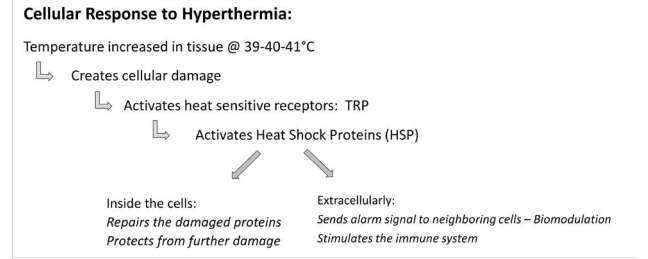 Cellular Response to Hyperthermia:
Temperature increased in tissue @ 39-40-41°C
Creates cellular damage
Activates heat sensitive receptors: TRP
Activates Heat Shock Proteins (HSP)
Inside the cells:
Repairs the damaged proteins
Protects from further damage
Extracellularly:
Sends alarm signal to neighboring cells – Biomodulation
Stimulates the immune system